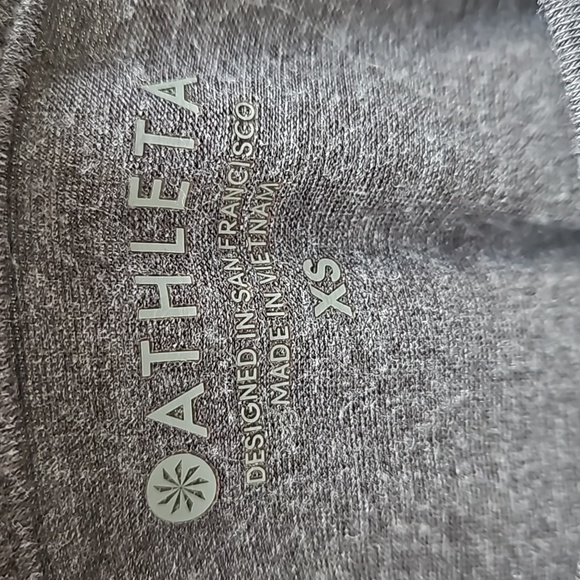 ATHLETA
DESIGNED IN SAN FRANCISCO
MADE IN VIETNAM
XS